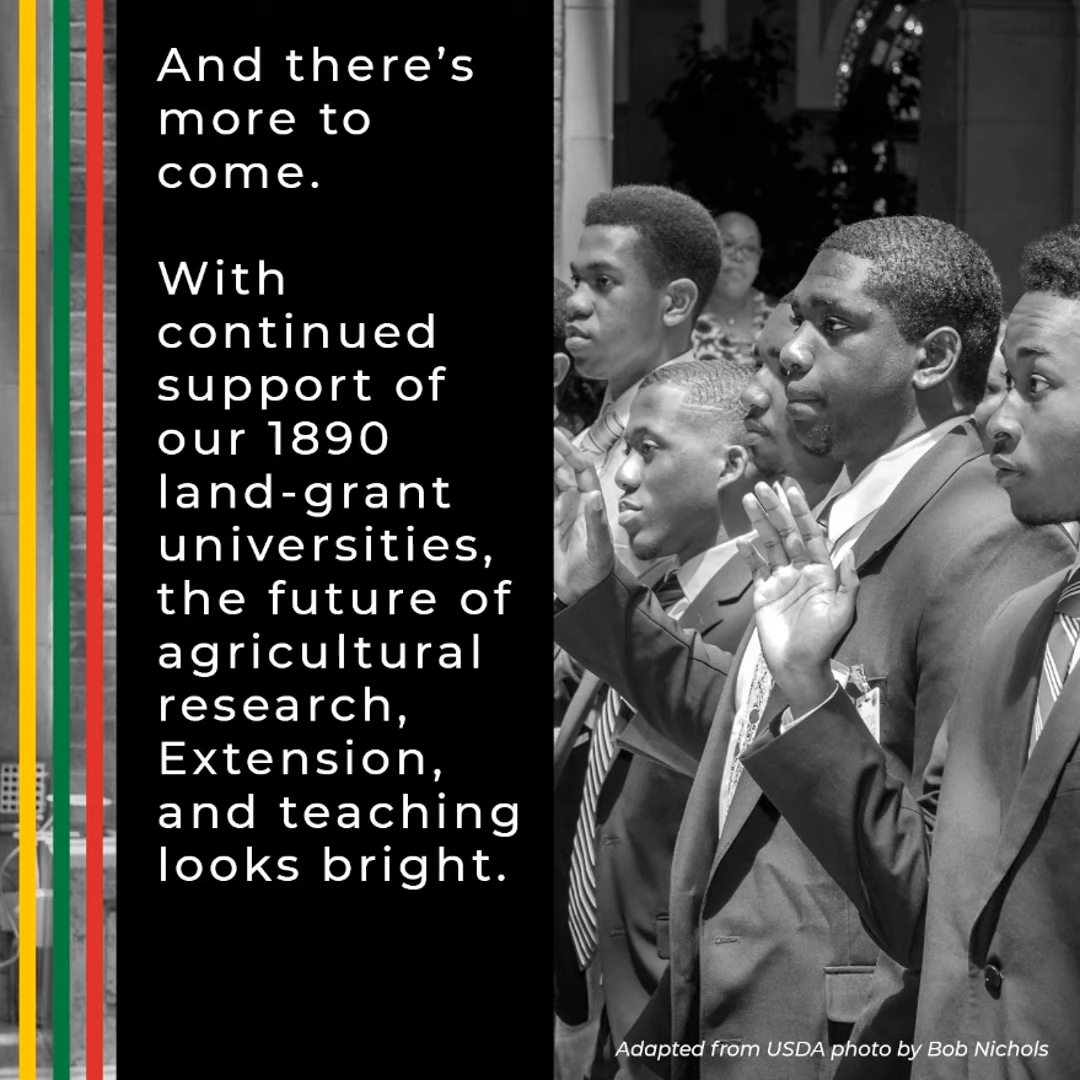 And there’s
more to
come.
With
continued
support of
our 1890
land-grant
universities,
the future of
agricultural
research,
Extension,
and teaching
looks bright.
Adapted from USDA photo by Bob Nichols